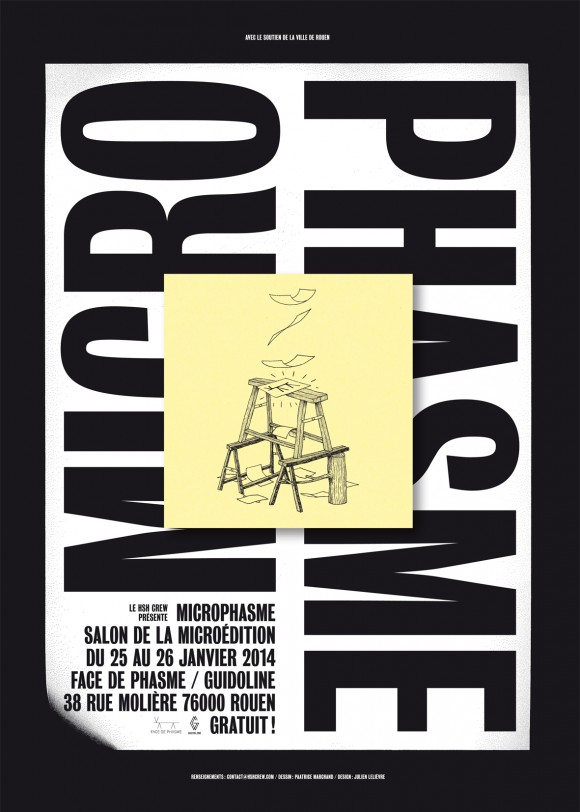 AVEC LE SOUTIEN DE LA VILLE DE ROUEN
MICRO
PHASME
LE HSH CREW
PRÉSENTE
MICROPHASME
SALON DE LA MICROÉDITION
DU 25 AU 26 JANVIER 2014
FACE DE PHASME / GUIDOLINE
38 RUE MOLIÈRE 76000 ROUEN
FACE DE PHASME
GUIDOLINE
GRATUIT !
RENSEIGNEMENTS : CONTACT@HSHCREW.COM / DESSIN : PAATRICE MARCHAND / DESIGN : JULIEN LELIÈVRE